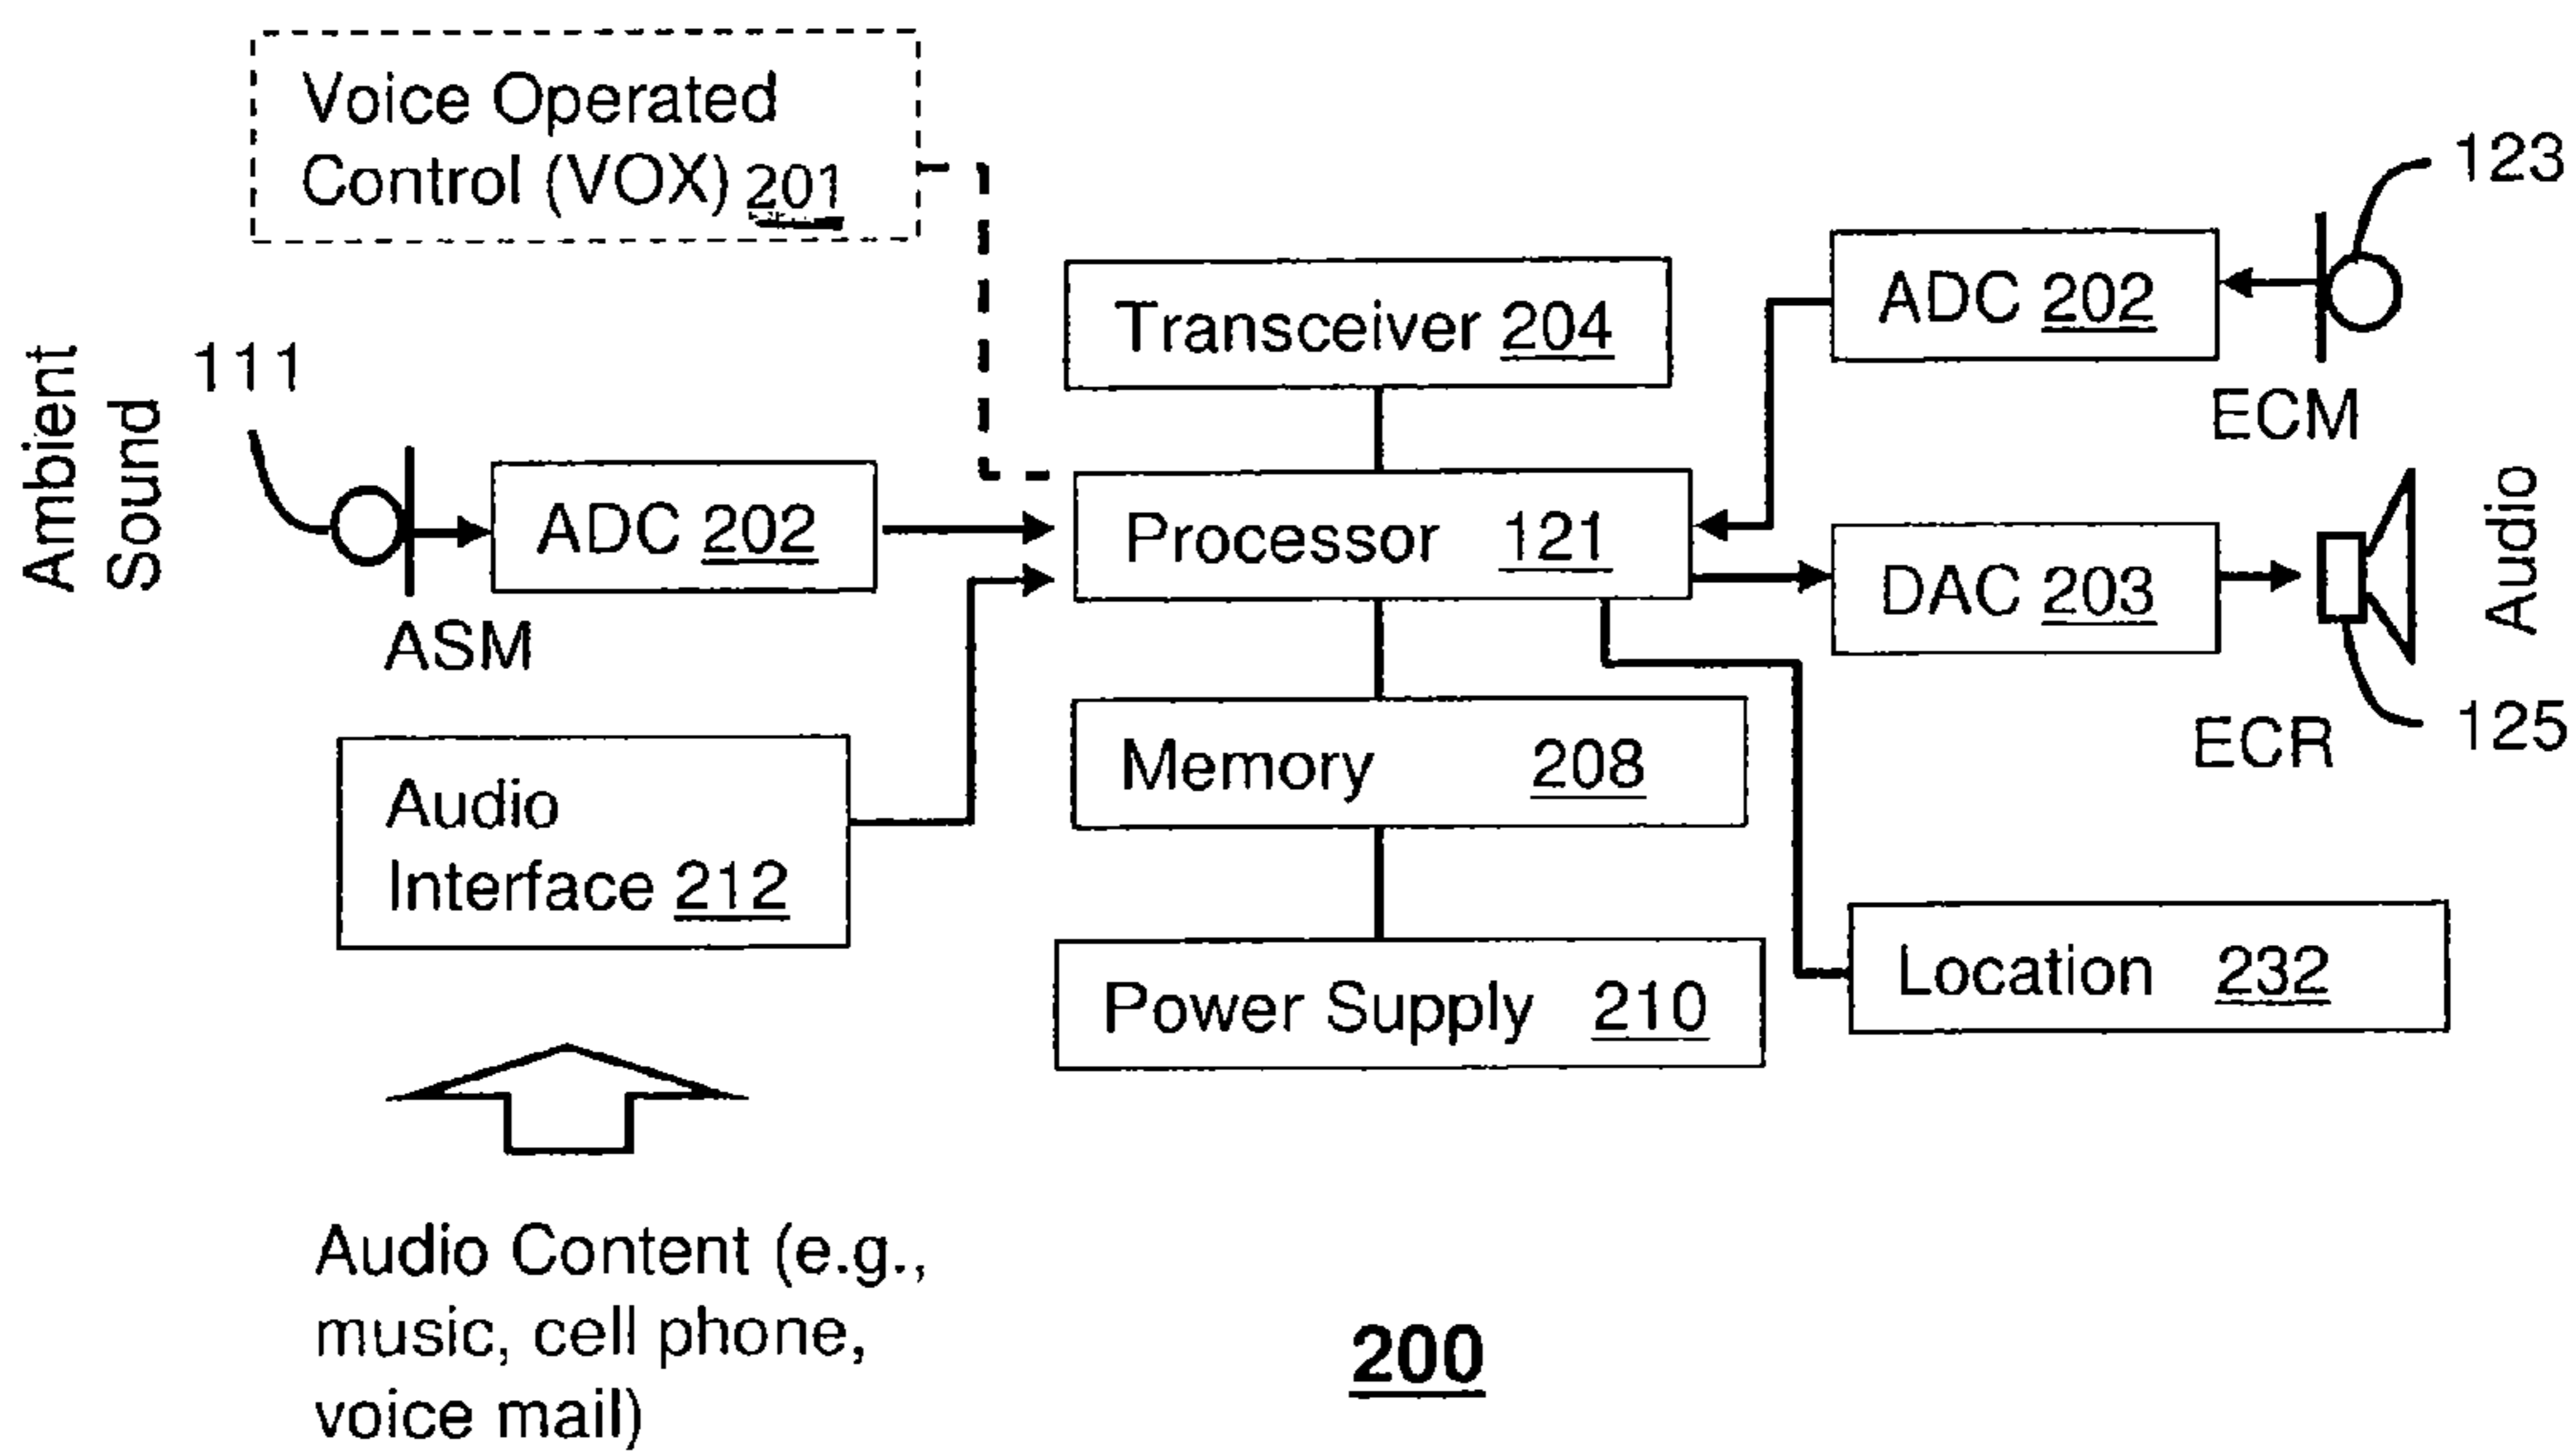 Voice Operated
Control (VOX) 201
123
Transceiver 204
ADC 202
ECM
Ambient
Sound
111
ADC 202
ASM
Processor 121
DAC 203
Audio
125
ECR
Memory 208
Audio
Interface 212
Location 232
Power Supply 210
Audio Content (e.g.,
music, cell phone,
voice mail)
200